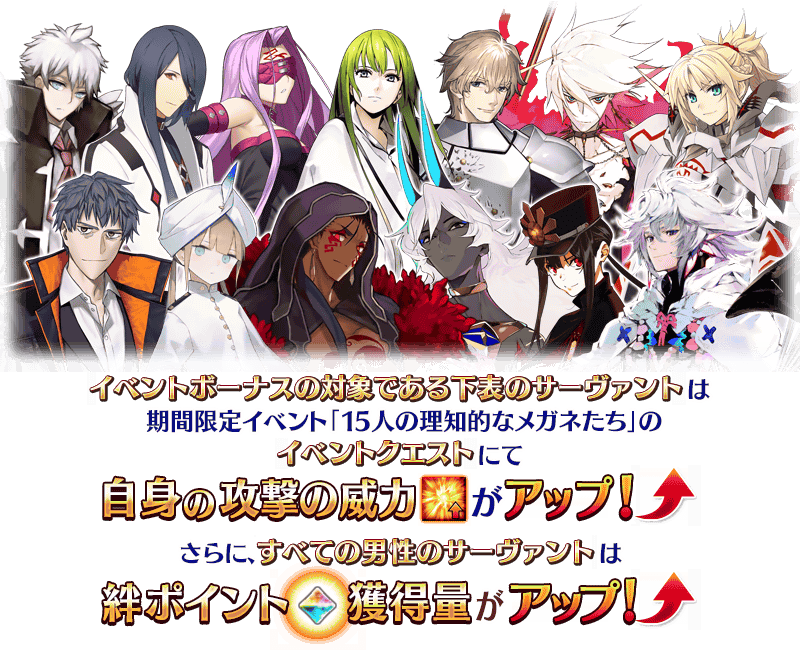 イベントボーナスの対象である下表のサーヴァントは
期間限定イベント「15人の理知的なメガネたち」の
イベントクエストにて
自身の攻撃の威力がアップ!
さらに、すべての男性のサーヴァントは
絆ポイント獲得量がアップ!